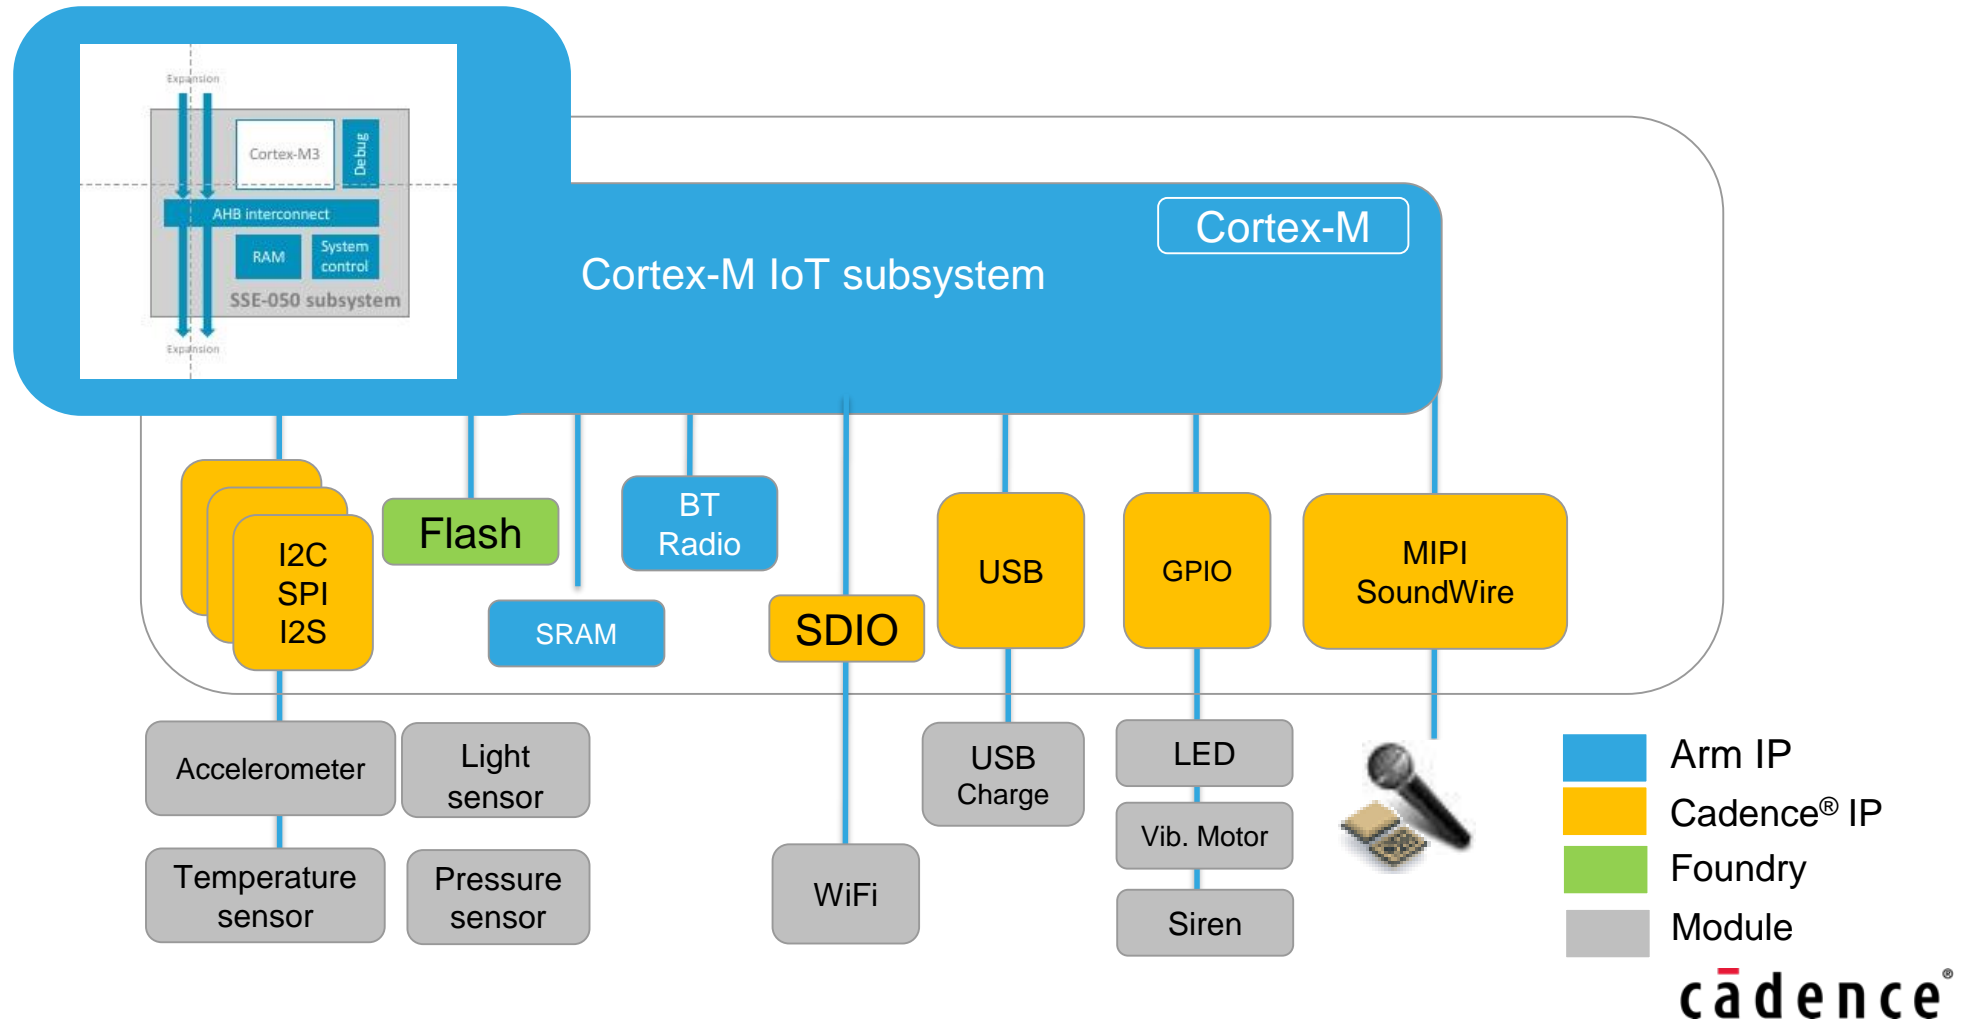 Expansion
Cortex-M3
Debug
AHB interconnect
RAM
System
control
SSE-050 subsystem
Expansion
Cortex-M
Cortex-M IoT subsystem
I2C
SPI
I2S
Flash
SRAM
BT
Radio
SDIO
USB
GPIO
MIPI
SoundWire
Accelerometer
Light
sensor
Temperature
sensor
Pressure
sensor
WiFi
USB
Charge
LED
Vib. Motor
Siren
Arm IP
Cadence® IP
Foundry
Module
cādence®